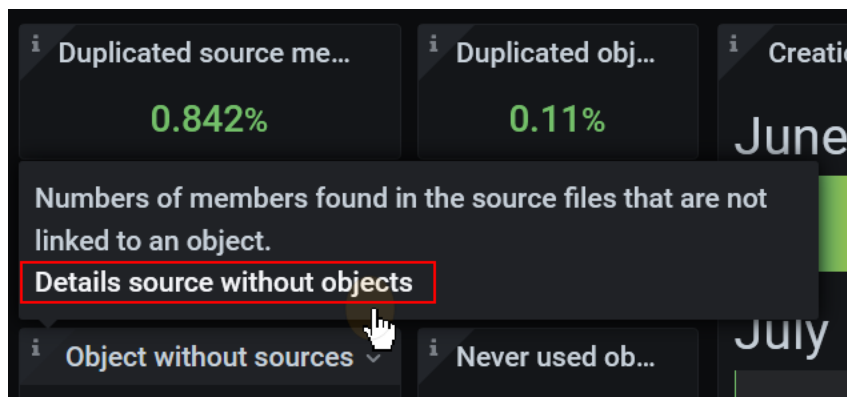 i Duplicated source me...
i Duplicated obj...
i Creati
0.842%
0.11%
June
Numbers of members found in the source files that are not
linked to an object.
Details source without objects
July
i Object without sources
i Never used ob...